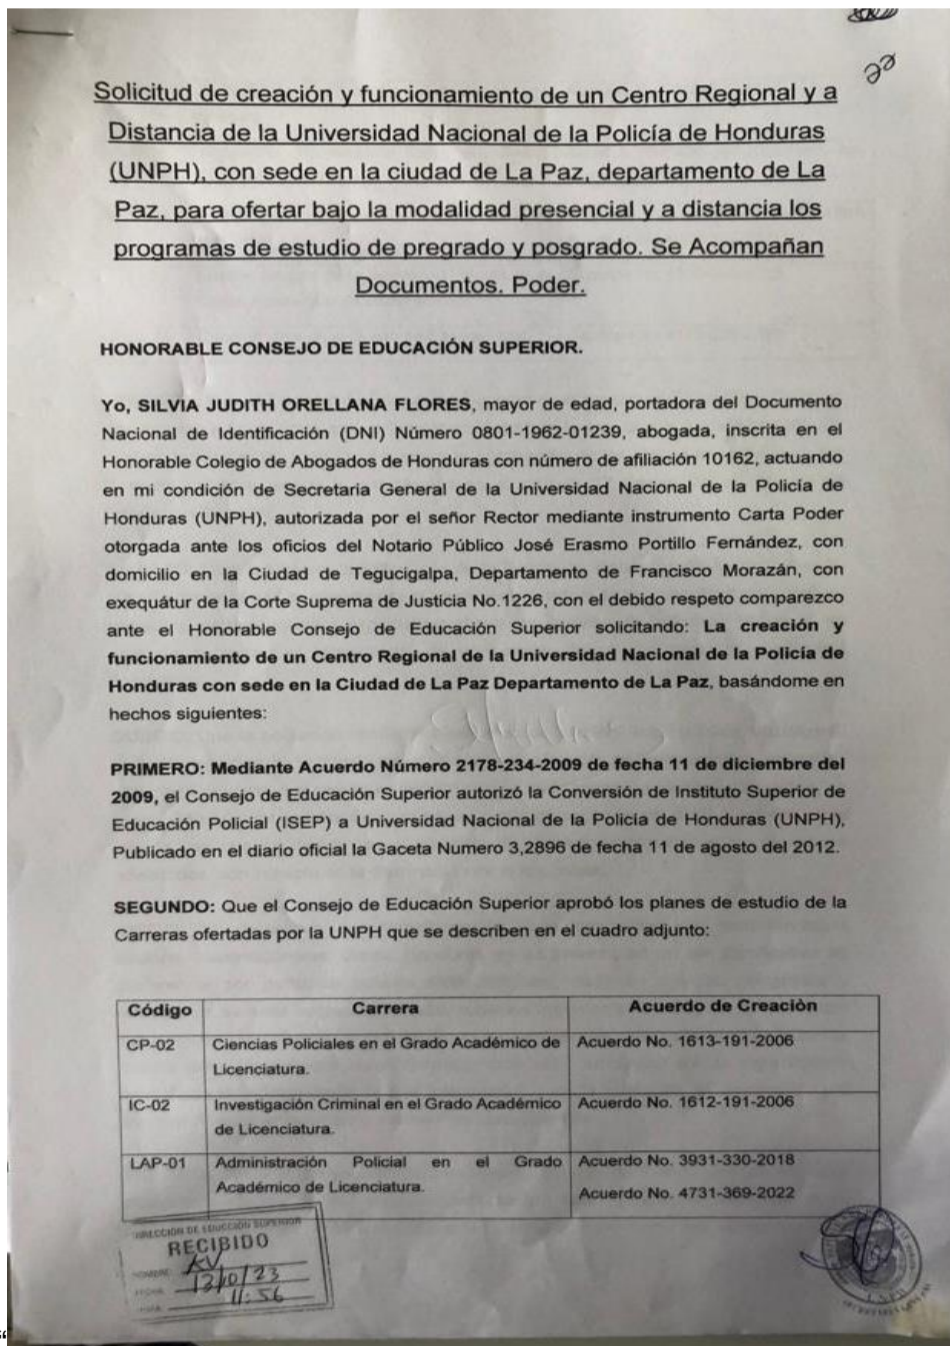 22
Solicitud de creación y funcionamiento de un Centro Regional y a
Distancia de la Universidad Nacional de la Policía de Honduras
(UNPH), con sede en la ciudad de La Paz, departamento de La
Paz, para ofertar bajo la modalidad presencial y a distancia los
programas de estudio de pregrado y posgrado. Se Acompañan
Documentos. Poder.
HONORABLE CONSEJO DE EDUCACIÓN SUPERIOR.
Yo, SILVIA JUDITH ORELLANA FLORES, mayor de edad, portadora del Documento
Nacional de Identificación (DNI) Número 0801-1962-01239, abogada, inscrita en el
Honorable Colegio de Abogados de Honduras con número de afiliación 10162, actuando
en mi condición de Secretaria General de la Universidad Nacional de la Policía de
Honduras (UNPH), autorizada por el señor Rector mediante instrumento Carta Poder
otorgada ante los oficios del Notario Público José Erasmo Portillo Fernández, con
domicilio en la Ciudad de Tegucigalpa, Departamento de Francisco Morazán, con
exequátur de la Corte Suprema de Justicia No.1226, con el debido respeto comparezco
ante el Honorable Consejo de Educación Superior solicitando: La creación y
funcionamiento de un Centro Regional de la Universidad Nacional de la Policía de
Honduras con sede en la Ciudad de La Paz Departamento de La Paz, basándome en
hechos siguientes:
PRIMERO: Mediante Acuerdo Número 2178-234-2009 de fecha 11 de diciembre del
2009, el Consejo de Educación Superior autorizó la Conversión de Instituto Superior de
Educación Policial (ISEP) a Universidad Nacional de la Policía de Honduras (UNPH),
Publicado en el diario oficial la Gaceta Numero 3,2896 de fecha 11 de agosto del 2012.
SEGUNDO: Que el Consejo de Educación Superior aprobó los planes de estudio de la
Carreras ofertadas por la UNPH que se describen en el cuadro adjunto:
Código Carrera Acuerdo de Creaciòn
CP-02 Ciencias Policiales en el Grado Académico de Acuerdo No. 1613-191-2006
Licenciatura.
IC-02 Investigación Criminal en el Grado Académico Acuerdo No. 1612-191-2006
de Licenciatura.
LAP-01 Administración Policial en el Grado Acuerdo No. 3931-330-2018
Académico de Licenciatura. Acuerdo No. 4731-369-2022
DIRECCIÓN DE EDUCCIÓN SUPERIOR
RECIBIDO
NOMBRE: KV
FECHA: 13/10/23
HORA: 11:56